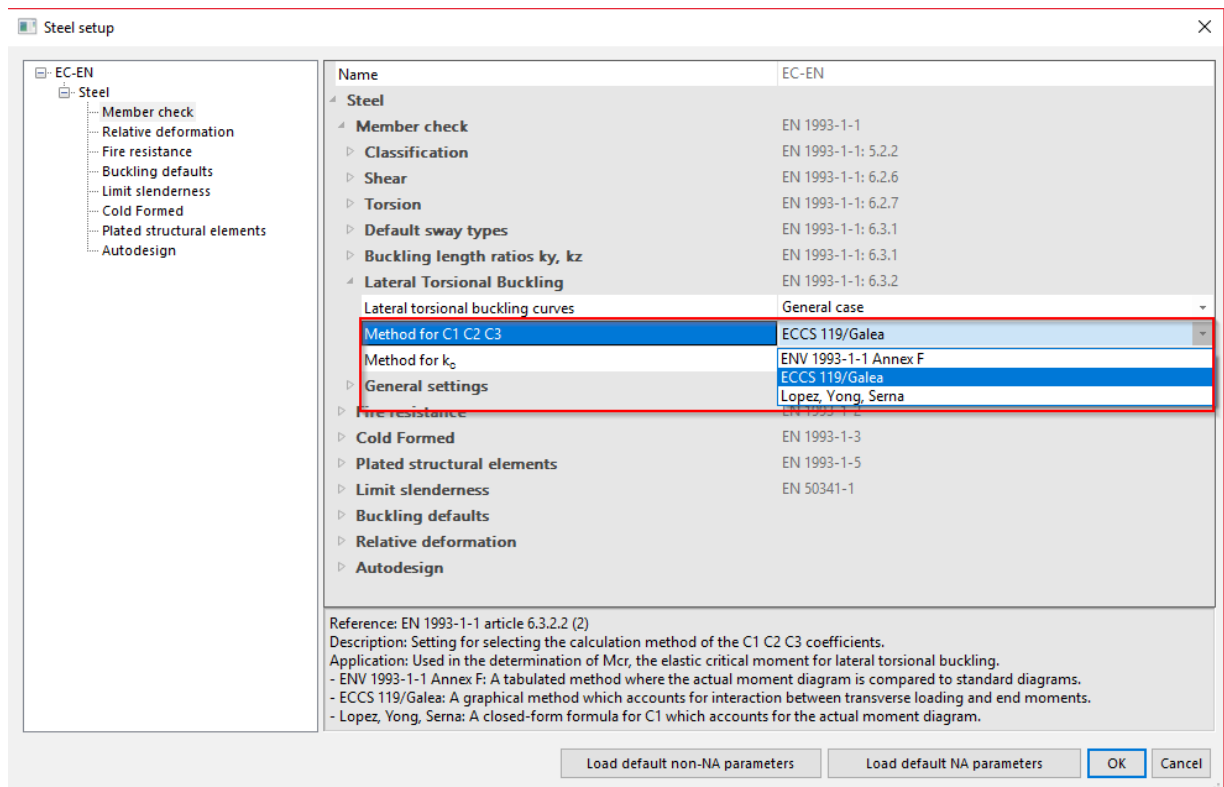 Steel setup
EC-EN
Steel
Member check
Relative deformation
Fire resistance
Buckling defaults
Limit slenderness
Cold Formed
Plated structural elements
Autodesign
Name EC-EN
Steel
Member check EN 1993-1-1
Classification EN 1993-1-1: 5.2.2
Shear EN 1993-1-1: 6.2.6
Torsion EN 1993-1-1: 6.2.7
Default sway types EN 1993-1-1: 6.3.1
Buckling length ratios ky, kz EN 1993-1-1: 6.3.1
Lateral Torsional Buckling EN 1993-1-1: 6.3.2
Lateral torsional buckling curves General case
Method for C1 C2 C3 ECCS 119/Galea
Method for kc ENV 1993-1-1 Annex F
ECCS 119/Galea
General settings
Lopez, Yong, Serna
Fire resistance EN 1993-1-2
Cold Formed EN 1993-1-3
Plated structural elements EN 1993-1-5
Limit slenderness EN 50341-1
Buckling defaults
Relative deformation
Autodesign
Reference: EN 1993-1-1 article 6.3.2.2 (2)
Description: Setting for selecting the calculation method of the C1 C2 C3 coefficients.
Application: Used in the determination of Mcr, the elastic critical moment for lateral torsional buckling.
- ENV 1993-1-1 Annex F: A tabulated method where the actual moment diagram is compared to standard diagrams.
- ECCS 119/Galea: A graphical method which accounts for interaction between transverse loading and end moments.
- Lopez, Yong, Serna: A closed-form formula for C1 which accounts for the actual moment diagram.
Load default non-NA parameters Load default NA parameters OK Cancel